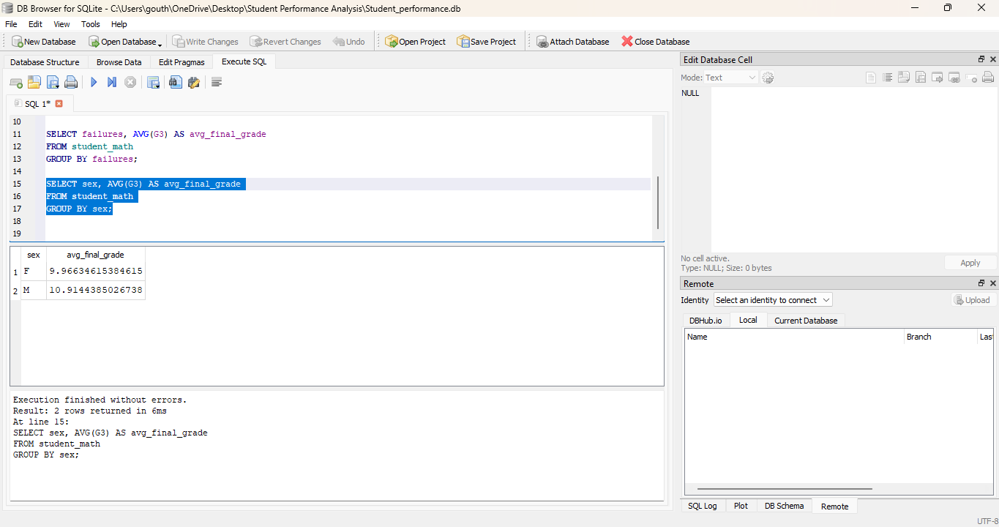 DB Browser for SQLite - C:\Users\gouth\OneDrive\Desktop\Student Performance Analysis\Student_performance.db
File Edit View Tools Help
New Database Open Database Write Changes Revert Changes Undo Open Project Save Project Attach Database Close Database
Database Structure Browse Data Edit Pragmas Execute SQL
SQL 1*
10
11 SELECT failures, AVG(G3) AS avg_final_grade
12 FROM student_math
13 GROUP BY failures;
14
15 SELECT sex, AVG(G3) AS avg_final_grade
16 FROM student_math
17 GROUP BY sex;
18
19
sex avg_final_grade
1 F 9.96634615384615
2 M 10.9144385026738
Execution finished without errors.
Result: 2 rows returned in 6ms
At line 15:
SELECT sex, AVG(G3) AS avg_final_grade
FROM student_math
GROUP BY sex;
Edit Database Cell
Mode: Text
NULL
No cell active.
Type: NULL; Size: 0 bytes
Apply
Remote
Identity Select an identity to connect Upload
DBHub.io Local Current Database
Name Branch Last
SQL Log Plot DB Schema Remote
UTF-8